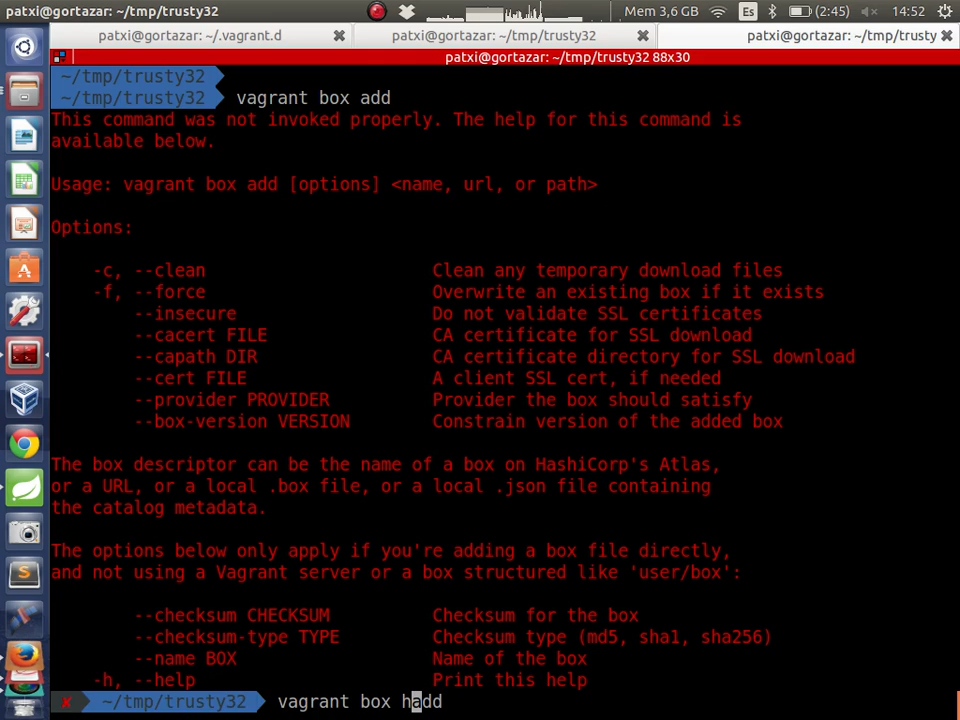 patxi@gortazar: ~/tmp/trusty32 Mem 3,6 GB Es (2:45) 14:52
patxi@gortazar: ~/.vagrant.d patxi@gortazar: ~/tmp/trusty32 patxi@gortazar: ~/tmp/trusty
patxi@gortazar: ~/tmp/trusty32 88x30
~/tmp/trusty32
~/tmp/trusty32 vagrant box add
This command was not invoked properly. The help for this command is
available below.
Usage: vagrant box add [options] <name, url, or path>
Options:
-c, --clean Clean any temporary download files
-f, --force Overwrite an existing box if it exists
--insecure Do not validate SSL certificates
--cacert FILE CA certificate for SSL download
--capath DIR CA certificate directory for SSL download
--cert FILE A client SSL cert, if needed
--provider PROVIDER Provider the box should satisfy
--box-version VERSION Constrain version of the added box
The box descriptor can be the name of a box on HashiCorp's Atlas,
or a URL, or a local .box file, or a local .json file containing
the catalog metadata.
The options below only apply if you're adding a box file directly,
and not using a Vagrant server or a box structured like 'user/box':
--checksum CHECKSUM Checksum for the box
--checksum-type TYPE Checksum type (md5, sha1, sha256)
--name BOX Name of the box
-h, --help Print this help
✘ ~/tmp/trusty32 vagrant box hadd